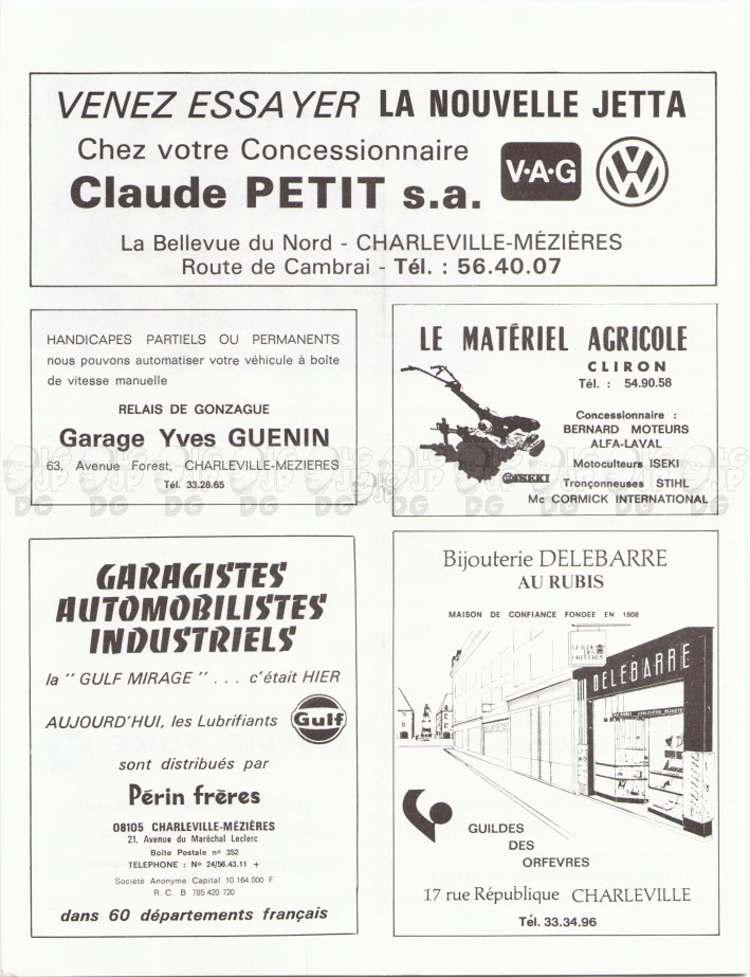 VENEZ ESSAYER LA NOUVELLE JETTA
Chez votre Concessionnaire
Claude PETIT s.a.
V·A·G
VW
La Bellevue du Nord - CHARLEVILLE-MÉZIÈRES
Route de Cambrai - Tél. : 56.40.07
HANDICAPES PARTIELS OU PERMANENTS
nous pouvons automatiser votre véhicule à boîte
de vitesse manuelle
RELAIS DE GONZAGUE
Garage Yves GUENIN
63, Avenue Forest, CHARLEVILLE-MEZIERES
Tél. 33.28.65
LE MATÉRIEL AGRICOLE
CLIRON
Tél. : 54.90.58
Concessionnaire :
BERNARD MOTEURS
ALFA-LAVAL
Motoculteurs ISEKI
Tronçonneuses STIHL
Mc CORMICK INTERNATIONAL
ISEKI
LG JP DG
GARAGISTES
AUTOMOBILISTES
INDUSTRIELS
la "GULF MIRAGE" ... c'était HIER
AUJOURD'HUI, les Lubrifiants Gulf
sont distribués par
Périn frères
08105 CHARLEVILLE-MÉZIÈRES
21, Avenue du Maréchal Leclerc
Boîte Postale n° 352
TELEPHONE : N° 24/56.43.11 +
Société Anonyme Capital 10.164.000 F
R. C. B 785 420 720
dans 60 départements français
Bijouterie DELEBARRE
AU RUBIS
MAISON DE CONFIANCE FONDEE EN 1808
DELEBARRE
GUILDES
DES
ORFEVRES
17 rue République CHARLEVILLE
Tél. 33.34.96